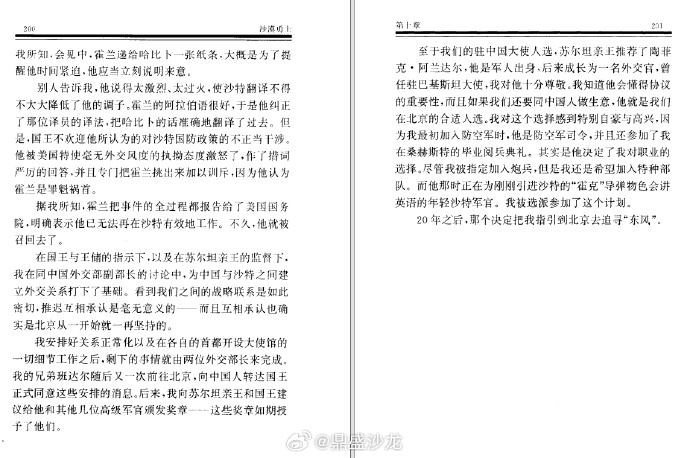 200
沙漠勇士
我所知,会见中,霍兰递给哈比卜一张纸条,大概是为了提
醒他时间紧迫,他应当立刻说明来意。
别人告诉我,他说得太激烈、太过火,使沙特翻译不得
不大大降低了他的调子。霍兰的阿拉伯语很好,于是他纠正
了那位译员的译法,把哈比卜的话准确地翻译了过去。但
是,国王不欢迎他所认为的对沙特国防政策的不正当干涉。
他被美国特使毫无外交风度的执拗态度激怒了,作了措词
严厉的回答,并且专门把霍兰挑出来加以训斥,因为他认为
霍兰是罪魁祸首。
据我所知,霍兰把事件的全过程都报告给了美国国务
院,明确表示他已无法再在沙特有效地工作。不久,他就被
召回去了。
在国王与王储的指示下,以及在苏尔坦亲王的监督下,
我在同中国外交部副部长的讨论中,为中国与沙特之间建
立外交关系打下了基础。看到我们之间的战略联系是如此
密切,推迟互相承认是毫无意义的——而且互相承认也确
实是北京从一开始就一再坚持的。
我安排好关系正常化以及在各自的首都开设大使馆的
一切细节工作之后,剩下的事情就由两位外交部长来完成。
我的兄弟班达尔随后又一次前往北京,向中国人转达国王
正式同意这些安排的消息。后来,我向苏尔坦亲王和国王建
议给他和其他几位高级军官颁发奖章——这些奖章如期授
予了他们。
第十章
201
至于我们的驻中国大使人选,苏尔坦亲王推荐了陶菲
克·阿兰达尔,他是军人出身、后来成长为一名外交官,曾
任驻巴基斯坦大使,我对他十分尊敬。我知道他会懂得协议
的重要性,而且如果我们还要同中国人做生意,他就是我们
在北京的合适人选。我对这个选择感到特别自豪与高兴,因
为我最初加入防空军时,他是防空军司令,并且还参加了我
在桑赫斯特的毕业阅兵典礼。其实是他决定了我对职业的
选择。尽管我被指定加入炮兵,但是我还是希望加入特种部
队。而他那时正在为刚刚引进沙特的“霍克”导弹物色会讲
英语的年轻沙特军官。我被选派参加了这个计划。
20年之后,那个决定把我指引到北京去追寻“东风”。
@鼎盛沙龙